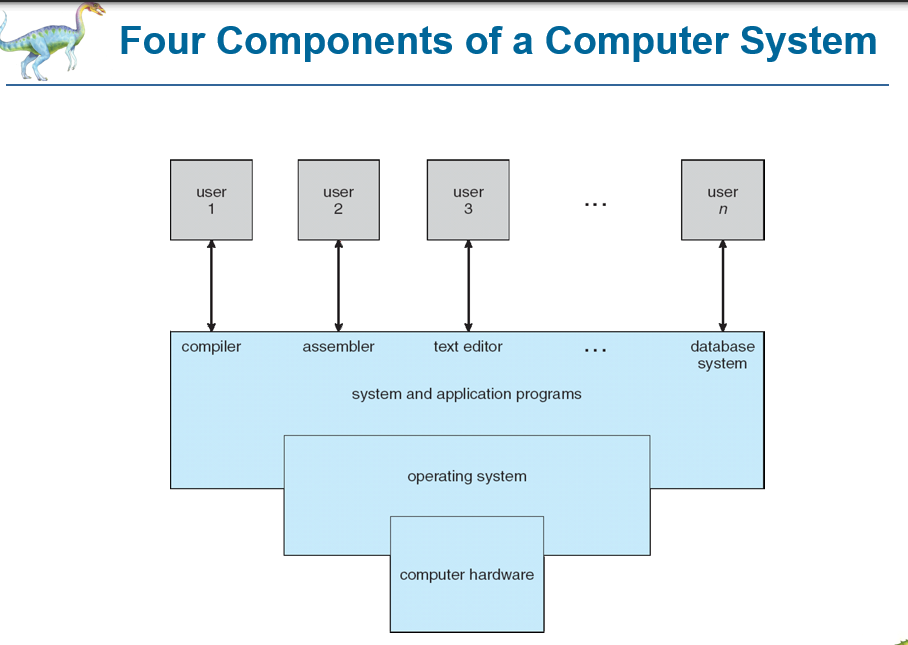 Four Components of a Computer System
user
1
user
2
user
3
...
user
n
compiler
assembler
text editor
...
database
system
system and application programs
operating system
computer hardware